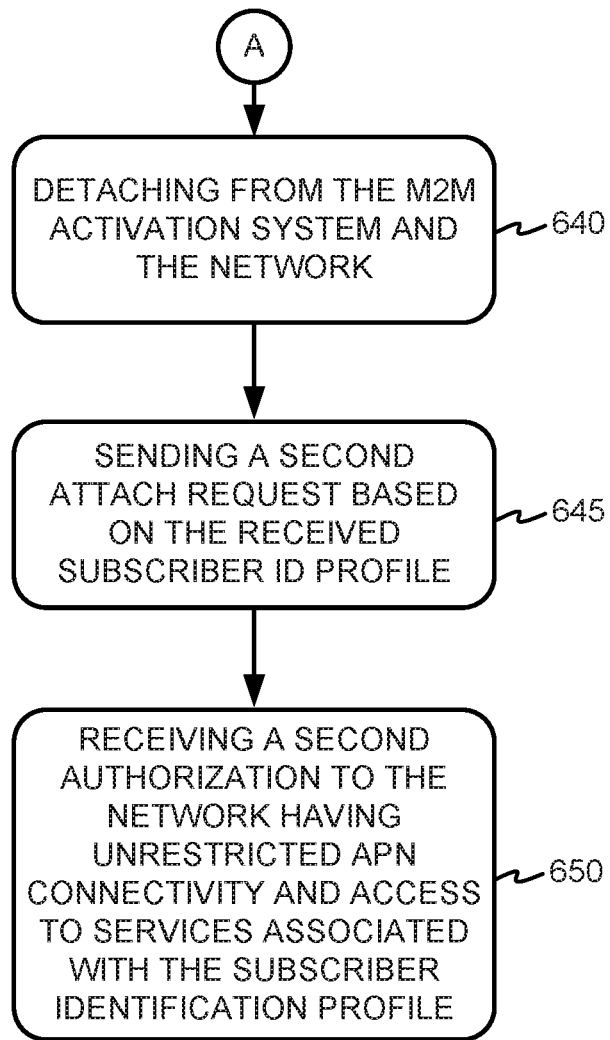 A
DETACHING FROM THE M2M
ACTIVATION SYSTEM AND
THE NETWORK
640
SENDING A SECOND
ATTACH REQUEST BASED
ON THE RECEIVED
SUBSCRIBER ID PROFILE
645
RECEIVING A SECOND
AUTHORIZATION TO THE
NETWORK HAVING
UNRESTRICTED APN
CONNECTIVITY AND ACCESS
TO SERVICES ASSOCIATED
WITH THE SUBSCRIBER
IDENTIFICATION PROFILE
650